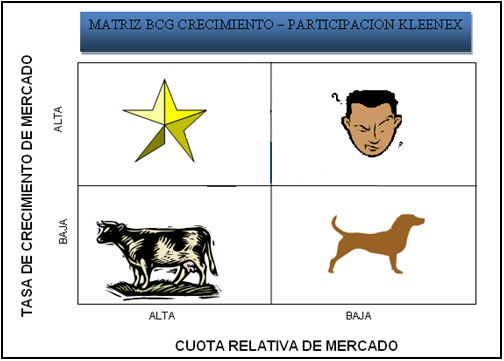 MATRIZ BCG CRECIMIENTO – PARTICIPACION KLEENEX
TASA DE CRECIMIENTO DE MERCADO
ALTA
?
?
BAJA
ALTA
BAJA
CUOTA RELATIVA DE MERCADO